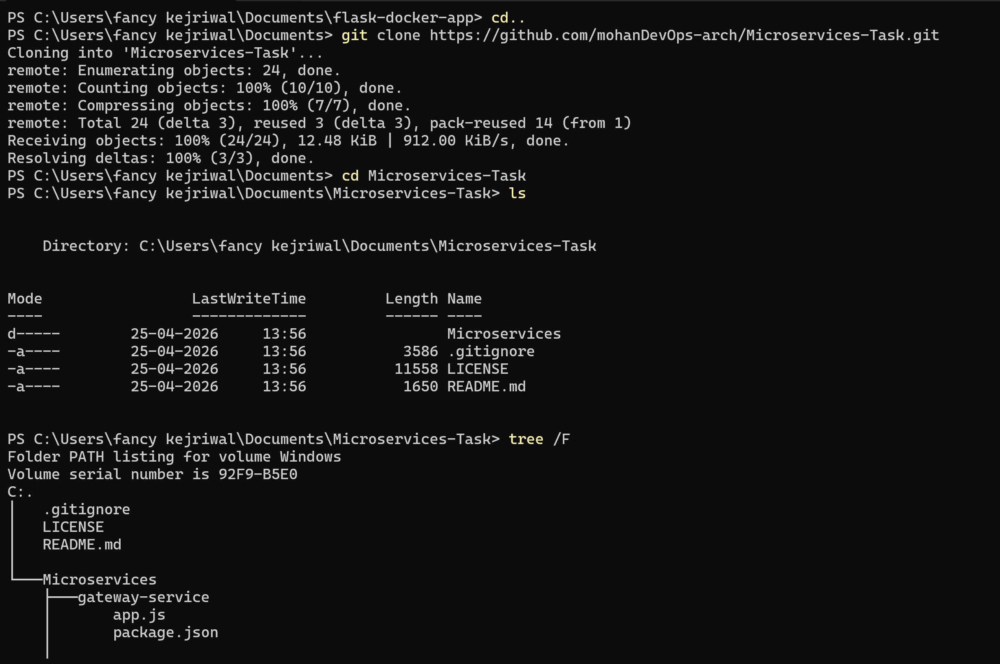 PS C:\Users\fancy kejriwal\Documents\flask-docker-app> cd..
PS C:\Users\fancy kejriwal\Documents> git clone https://github.com/mohanDevOps-arch/Microservices-Task.git
Cloning into 'Microservices-Task'...
remote: Enumerating objects: 24, done.
remote: Counting objects: 100% (10/10), done.
remote: Compressing objects: 100% (7/7), done.
remote: Total 24 (delta 3), reused 3 (delta 3), pack-reused 14 (from 1)
Receiving objects: 100% (24/24), 12.48 KiB | 912.00 KiB/s, done.
Resolving deltas: 100% (3/3), done.
PS C:\Users\fancy kejriwal\Documents> cd Microservices-Task
PS C:\Users\fancy kejriwal\Documents\Microservices-Task> ls
    Directory: C:\Users\fancy kejriwal\Documents\Microservices-Task
Mode                 LastWriteTime         Length Name
----                 -------------         ------ ----
d-----        25-04-2026     13:56                Microservices
-a----        25-04-2026     13:56           3586 .gitignore
-a----        25-04-2026     13:56          11558 LICENSE
-a----        25-04-2026     13:56           1650 README.md
PS C:\Users\fancy kejriwal\Documents\Microservices-Task> tree /F
Folder PATH listing for volume Windows
Volume serial number is 92F9-B5E0
C:.
│   .gitignore
│   LICENSE
│   README.md
│
└───Microservices
    ├───gateway-service
    │       app.js
    │       package.json
    │